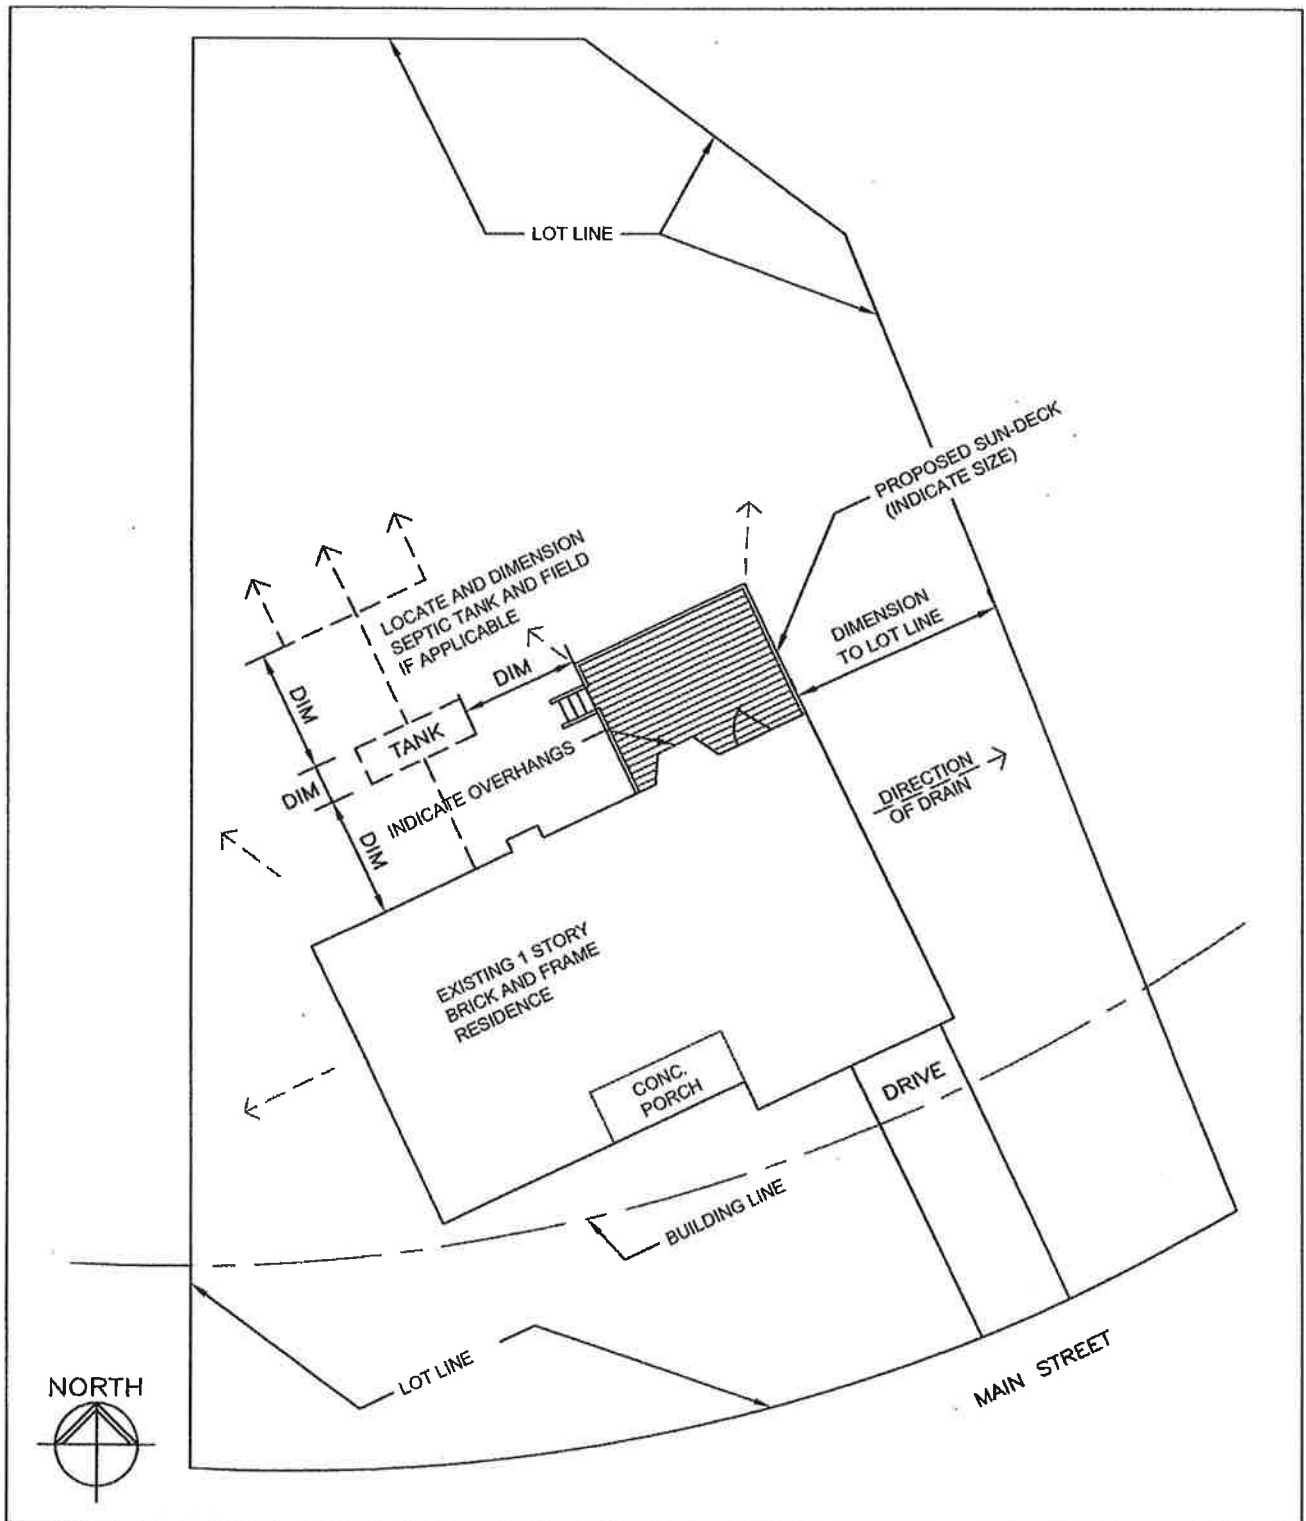 LOT LINE
PROPOSED SUN-DECK
(INDICATE SIZE)
LOCATE AND DIMENSION
SEPTIC TANK AND FIELD
IF APPLICABLE
DIMENSION
TO LOT LINE
DIM
DIM
TANK
DIM
INDICATE OVERHANGS
DIM
DIRECTION
OF DRAIN
EXISTING 1 STORY
BRICK AND FRAME
RESIDENCE
CONC.
PORCH
DRIVE
BUILDING LINE
LOT LINE
MAIN STREET
NORTH